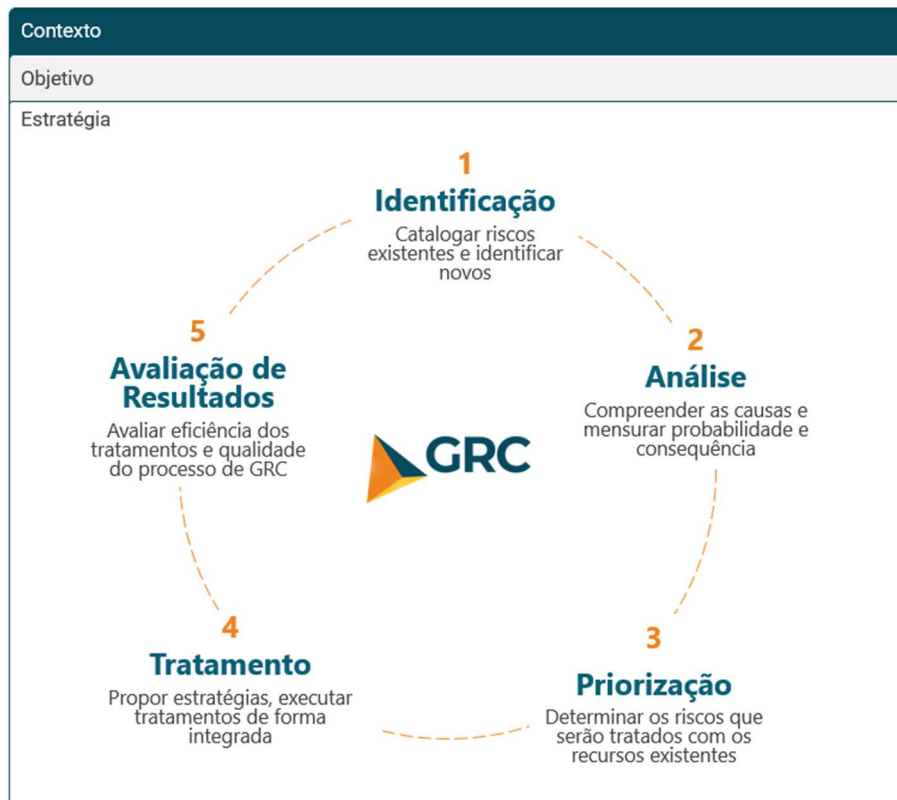 Contexto
Objetivo
Estratégia
1
Identificação
Catalogar riscos
existentes e identificar
novos
2
Análise
Compreender as causas e
mensurar probabilidade e
consequência
3
Priorização
Determinar os riscos que
serão tratados com os
recursos existentes
4
Tratamento
Propor estratégias, executar
tratamentos de forma
integrada
5
Avaliação de
Resultados
Avaliar eficiência dos
tratamentos e qualidade
do processo de GRC
GRC